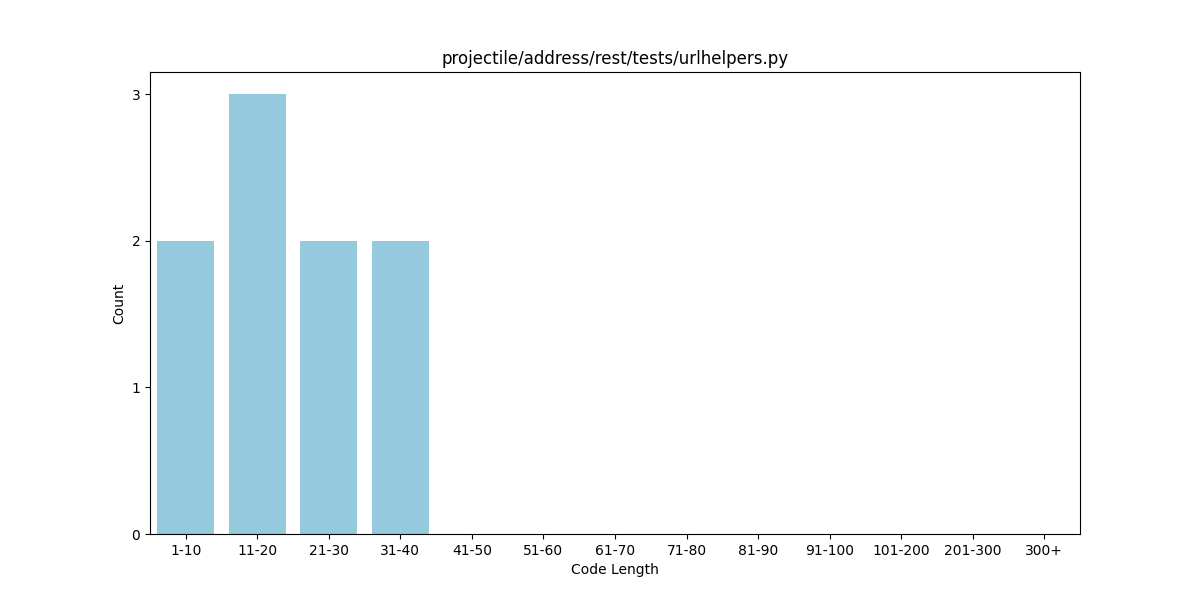 projectile/address/rest/tests/urlhelpers.py
3
2
1
0
Count
1-10 11-20 21-30 31-40 41-50 51-60 61-70 71-80 81-90 91-100 101-200 201-300 300+
Code Length